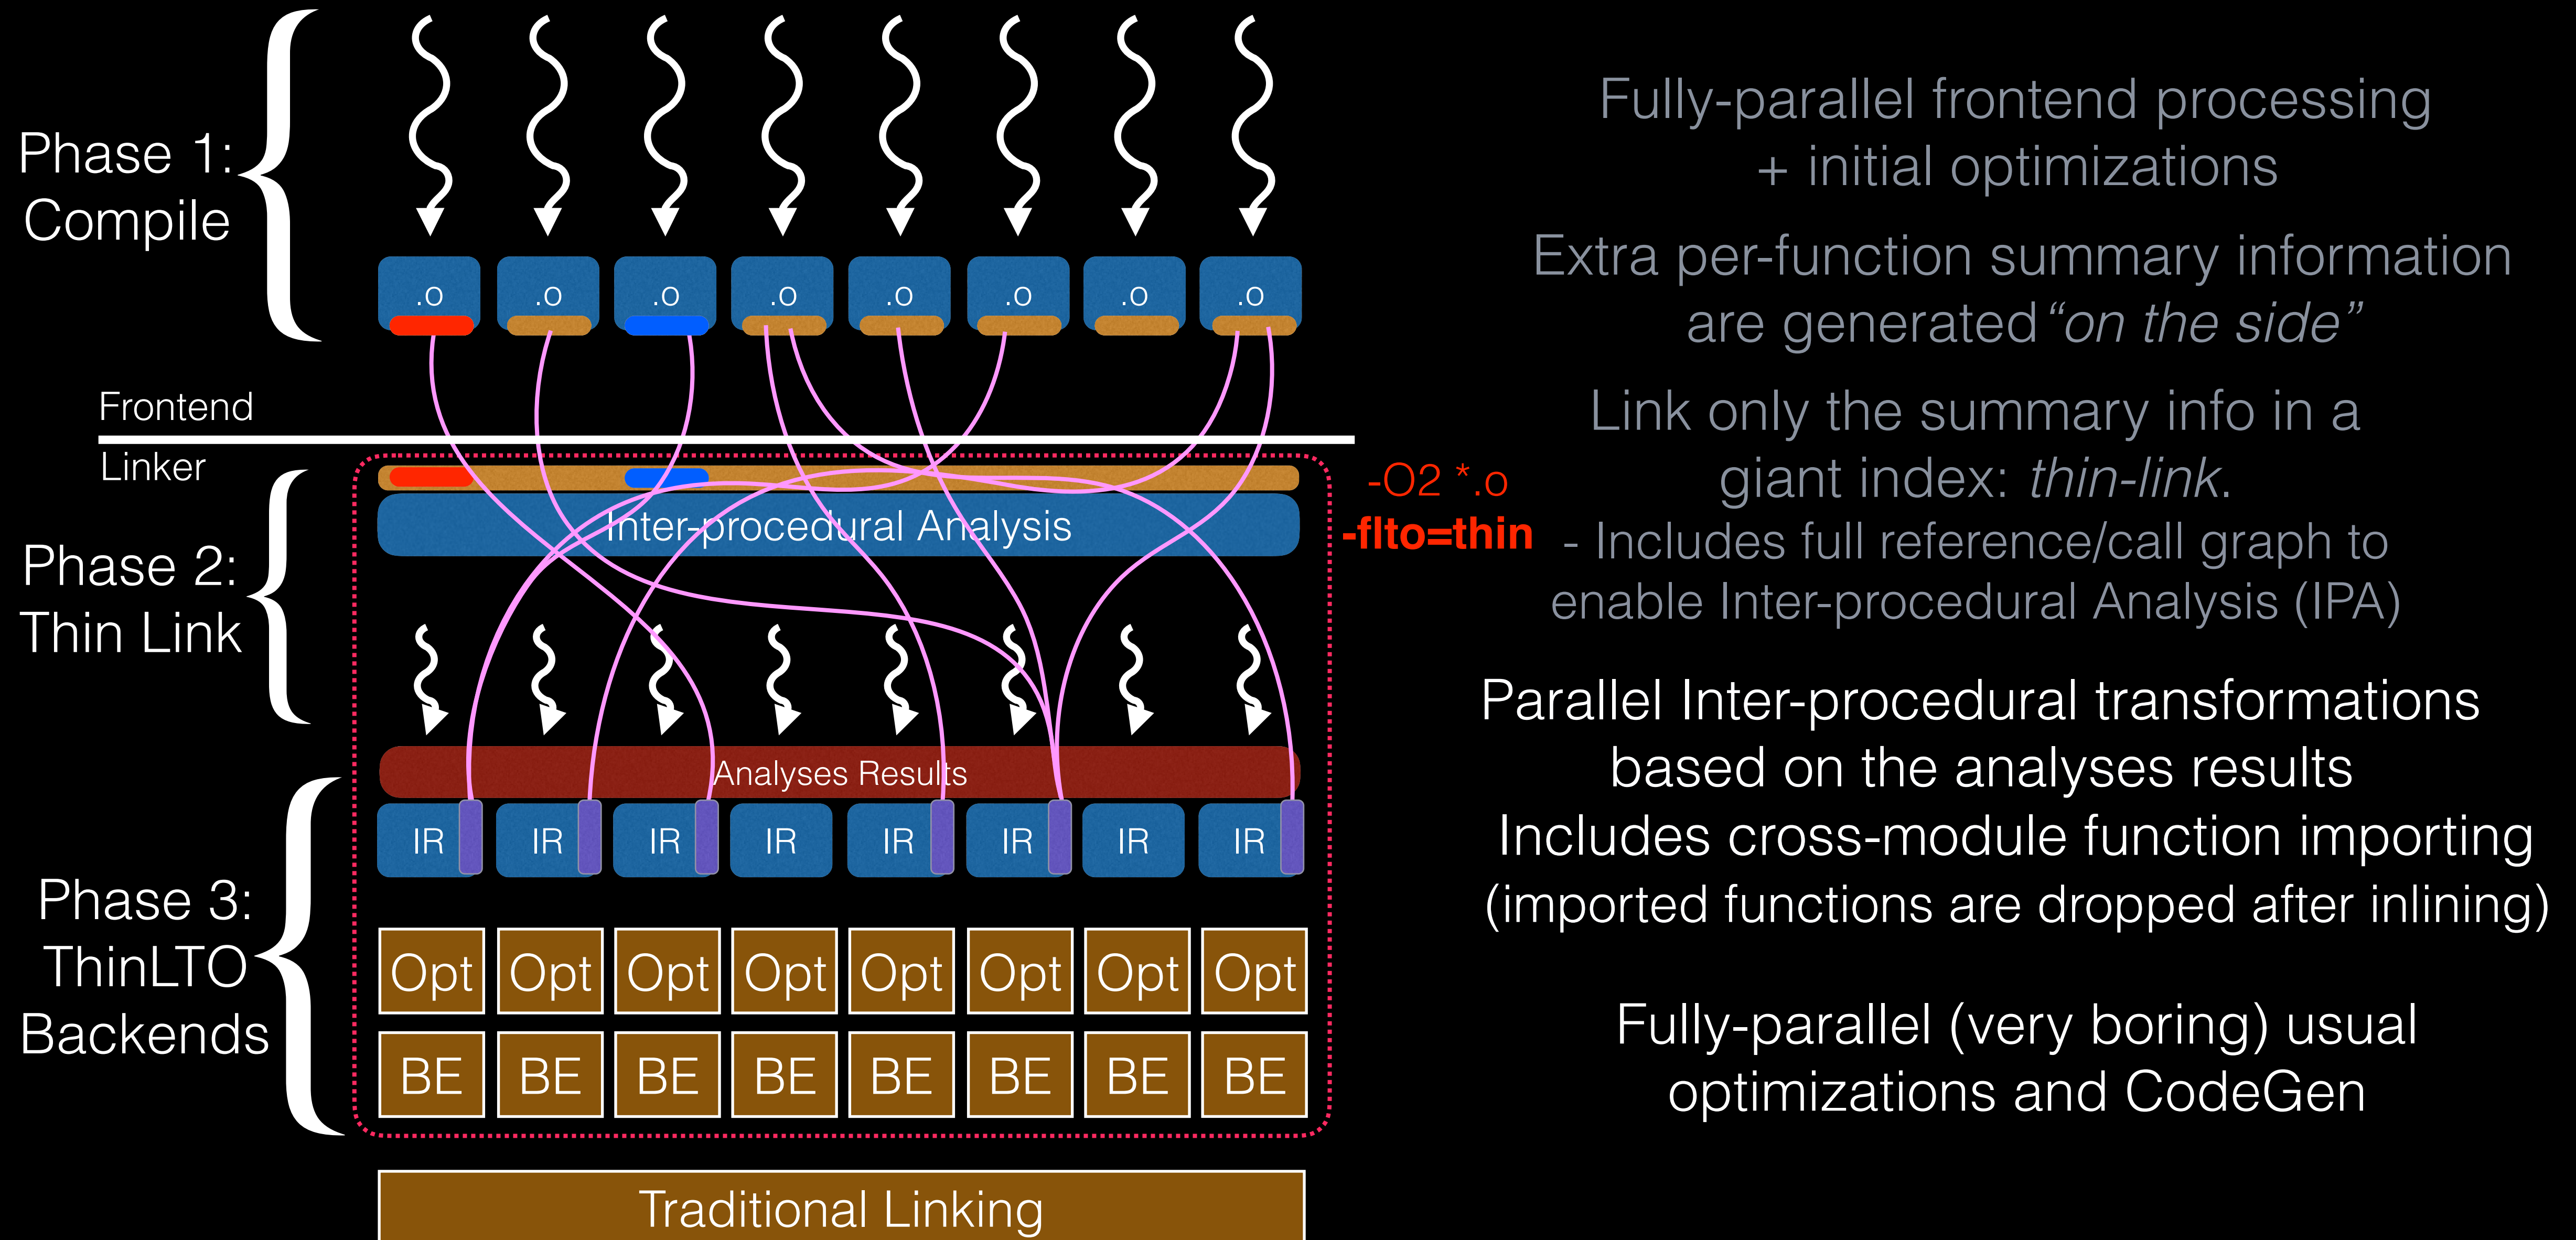 Phase 1:
Compile
.o .o .o .o .o .o .o .o
Frontend
Linker
Inter-procedural Analysis
-O2 *.o
-flto=thin
Phase 2:
Thin Link
Analyses Results
IR IR IR IR IR IR IR IR
Phase 3:
ThinLTO
Backends
Opt Opt Opt Opt Opt Opt Opt Opt
BE BE BE BE BE BE BE BE
Traditional Linking
Fully-parallel frontend processing
+ initial optimizations
Extra per-function summary information
are generated “on the side”
Link only the summary info in a
giant index: thin-link.
- Includes full reference/call graph to
enable Inter-procedural Analysis (IPA)
Parallel Inter-procedural transformations
based on the analyses results
Includes cross-module function importing
(imported functions are dropped after inlining)
Fully-parallel (very boring) usual
optimizations and CodeGen